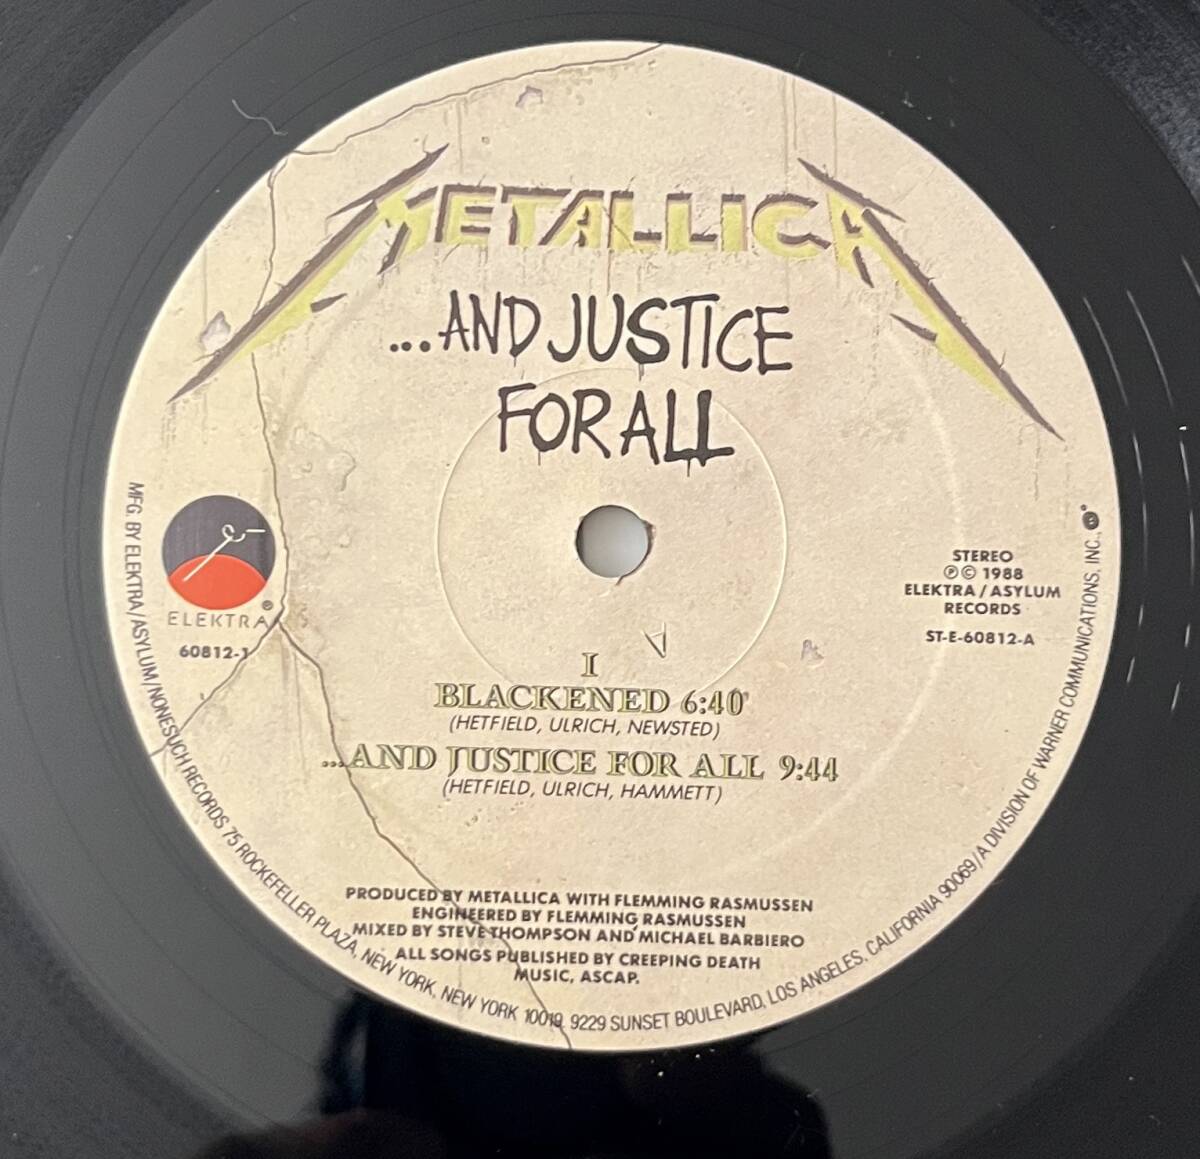 METALLICA
...AND JUSTICE
FOR ALL
ELEKTRA®
60812-1
STEREO
℗© 1988
ELEKTRA/ASYLUM
RECORDS
ST-E-60812-A
A
I
BLACKENED 6:40
(HETFIELD, ULRICH, NEWSTED)
...AND JUSTICE FOR ALL 9:44
(HETFIELD, ULRICH, HAMMETT)
PRODUCED BY METALLICA WITH FLEMMING RASMUSSEN
ENGINEERED BY FLEMMING RASMUSSEN
MIXED BY STEVE THOMPSON AND MICHAEL BARBIERO
ALL SONGS PUBLISHED BY CREEPING DEATH
MUSIC, ASCAP.
MFG. BY ELEKTRA/ASYLUM/NONESUCH RECORDS 75 ROCKEFELLER PLAZA, NEW YORK, NEW YORK 10019, 9229 SUNSET BOULEVARD, LOS ANGELES, CALIFORNIA 90069/A DIVISION OF WARNER COMMUNICATIONS, INC.,